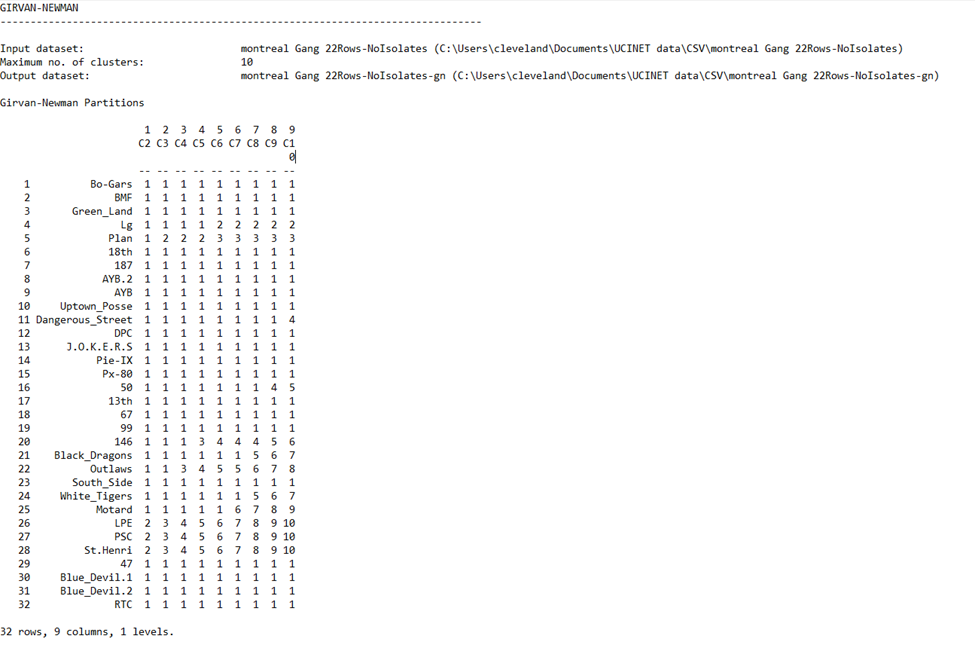 GIRVAN-NEWMAN
--------------------------------------------------------------------------------
Input dataset: montreal Gang 22Rows-NoIsolates (C:\Users\cleveland\Documents\UCINET data\CSV\montreal Gang 22Rows-NoIsolates)
Maximum no. of clusters: 10
Output dataset: montreal Gang 22Rows-NoIsolates-gn (C:\Users\cleveland\Documents\UCINET data\CSV\montreal Gang 22Rows-NoIsolates-gn)
Girvan-Newman Partitions
1 2 3 4 5 6 7 8 9
C2 C3 C4 C5 C6 C7 C8 C9 C1
0
-- -- -- -- -- -- -- -- --
1 Bo-Gars 1 1 1 1 1 1 1 1 1
2 BMF 1 1 1 1 1 1 1 1 1
3 Green_Land 1 1 1 1 1 1 1 1 1
4 Lg 1 1 1 1 2 2 2 2 2
5 Plan 1 2 2 2 3 3 3 3 3
6 18th 1 1 1 1 1 1 1 1 1
7 187 1 1 1 1 1 1 1 1 1
8 AYB.2 1 1 1 1 1 1 1 1 1
9 AYB 1 1 1 1 1 1 1 1 1
10 Uptown_Posse 1 1 1 1 1 1 1 1 1
11 Dangerous_Street 1 1 1 1 1 1 1 1 4
12 DPC 1 1 1 1 1 1 1 1 1
13 J.O.K.E.R.S 1 1 1 1 1 1 1 1 1
14 Pie-IX 1 1 1 1 1 1 1 1 1
15 Px-80 1 1 1 1 1 1 1 1 1
16 50 1 1 1 1 1 1 1 4 5
17 13th 1 1 1 1 1 1 1 1 1
18 67 1 1 1 1 1 1 1 1 1
19 99 1 1 1 1 1 1 1 1 1
20 146 1 1 1 3 4 4 4 5 6
21 Black_Dragons 1 1 1 1 1 1 5 6 7
22 Outlaws 1 1 3 4 5 5 6 7 8
23 South_Side 1 1 1 1 1 1 1 1 1
24 White_Tigers 1 1 1 1 1 1 5 6 7
25 Motard 1 1 1 1 1 6 7 8 9
26 LPE 2 3 4 5 6 7 8 9 10
27 PSC 2 3 4 5 6 7 8 9 10
28 St.Henri 2 3 4 5 6 7 8 9 10
29 47 1 1 1 1 1 1 1 1 1
30 Blue_Devil.1 1 1 1 1 1 1 1 1 1
31 Blue_Devil.2 1 1 1 1 1 1 1 1 1
32 RTC 1 1 1 1 1 1 1 1 1
32 rows, 9 columns, 1 levels.